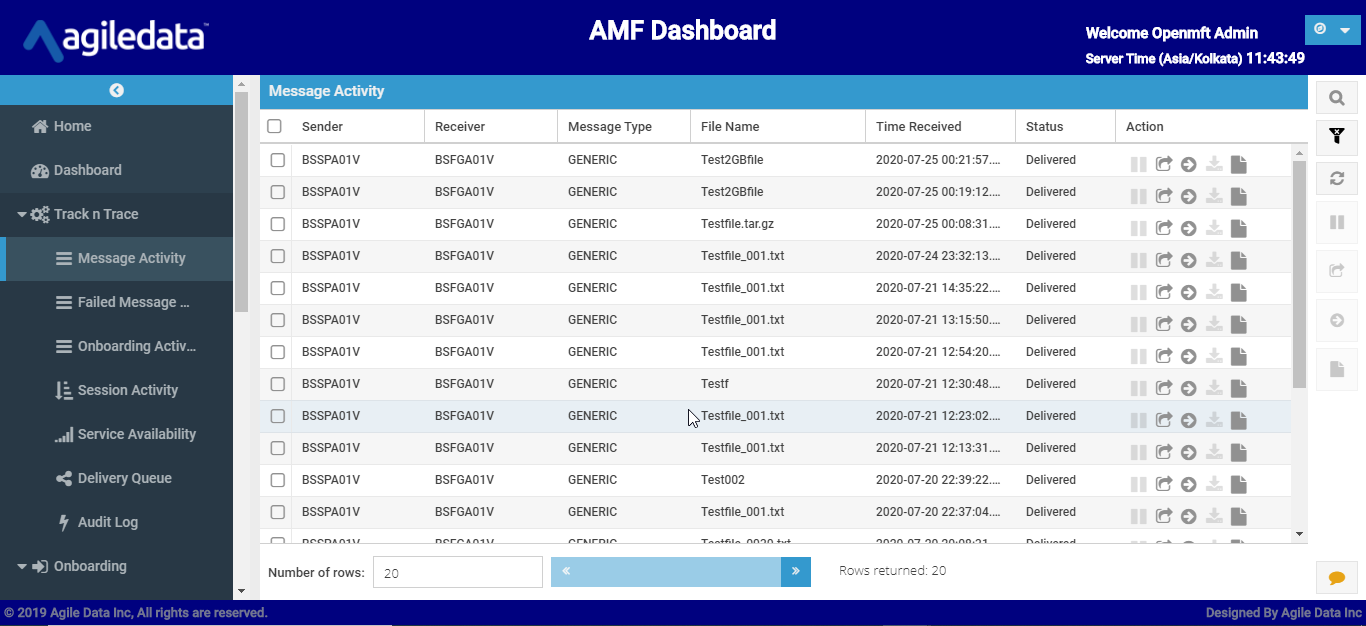 agiledata™
AMF Dashboard
Welcome Openmft Admin
Server Time (Asia/Kolkata) 11:43:49
Home
Dashboard
Track n Trace
Message Activity
Failed Message ...
Onboarding Activ...
Session Activity
Service Availability
Delivery Queue
Audit Log
Onboarding
Message Activity
Sender Receiver Message Type File Name Time Received Status Action
BSSPA01V BSFGA01V GENERIC Test2GBfile 2020-07-25 00:21:57.... Delivered
BSSPA01V BSFGA01V GENERIC Test2GBfile 2020-07-25 00:19:12.... Delivered
BSSPA01V BSFGA01V GENERIC Testfile.tar.gz 2020-07-25 00:08:31.... Delivered
BSSPA01V BSFGA01V GENERIC Testfile_001.txt 2020-07-24 23:32:13.... Delivered
BSSPA01V BSFGA01V GENERIC Testfile_001.txt 2020-07-21 14:35:22.... Delivered
BSSPA01V BSFGA01V GENERIC Testfile_001.txt 2020-07-21 13:15:50.... Delivered
BSSPA01V BSFGA01V GENERIC Testfile_001.txt 2020-07-21 12:54:20.... Delivered
BSSPA01V BSFGA01V GENERIC Testf 2020-07-21 12:30:48.... Delivered
BSSPA01V BSFGA01V GENERIC Testfile_001.txt 2020-07-21 12:23:02.... Delivered
BSSPA01V BSFGA01V GENERIC Testfile_001.txt 2020-07-21 12:13:31.... Delivered
BSSPA01V BSFGA01V GENERIC Test002 2020-07-20 22:39:22.... Delivered
BSSPA01V BSFGA01V GENERIC Testfile_001.txt 2020-07-20 22:37:04.... Delivered
BSSPA01V BSFGA01V GENERIC Delivered
Number of rows: 20 « » Rows returned: 20
© 2019 Agile Data Inc, All rights are reserved. Designed By Agile Data Inc